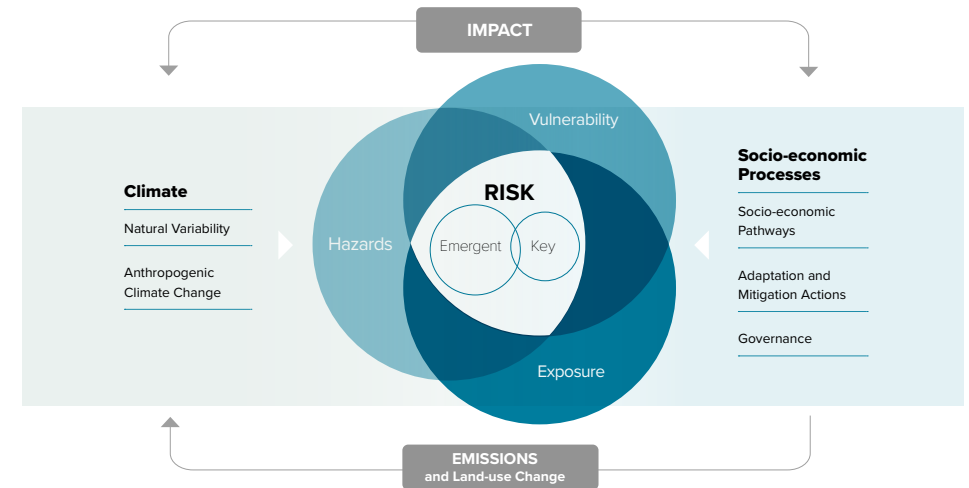 IMPACT
Vulnerability
Climate
Natural Variability
Anthropogenic
Climate Change
Hazards
RISK
Emergent
Key
Exposure
Socio-economic
Processes
Socio-economic
Pathways
Adaptation and
Mitigation Actions
Governance
EMISSIONS
and Land-use Change